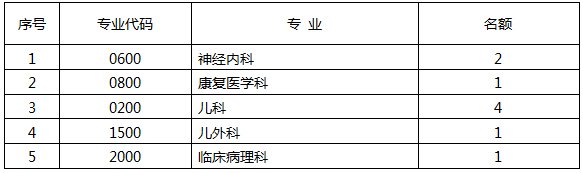 序号 专业代码 专 业 名额
1 0600 神经内科 2
2 0800 康复医学科 1
3 0200 儿科 4
4 1500 儿外科 1
5 2000 临床病理科 1